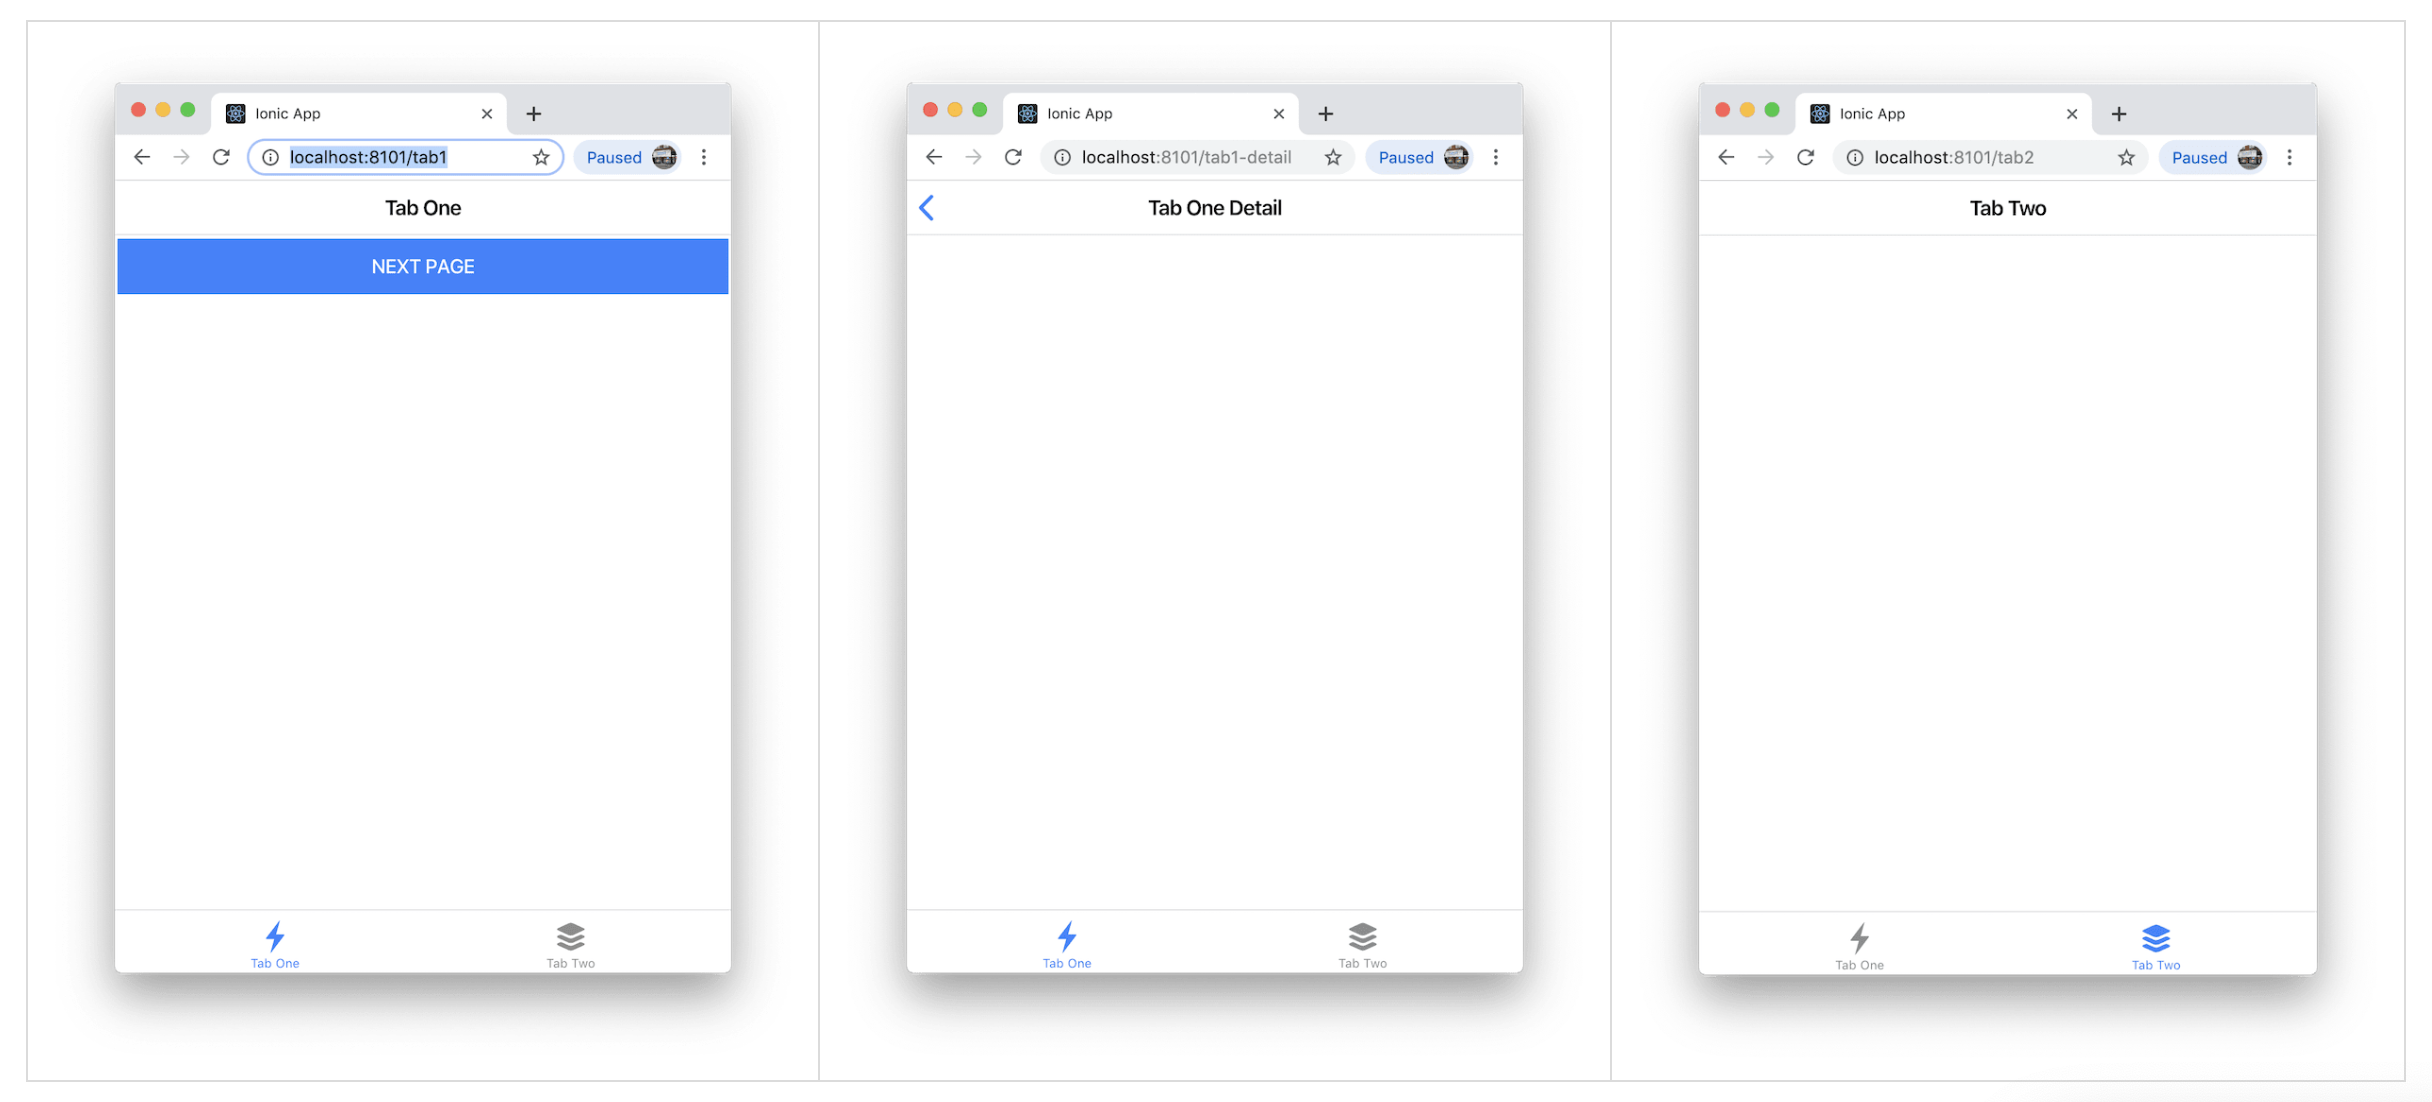 Ionic App
localhost:8101/tab1
Paused
Tab One
NEXT PAGE
Tab One
Tab Two
Ionic App
localhost:8101/tab1-detail
Paused
Tab One Detail
Tab One
Tab Two
Ionic App
localhost:8101/tab2
Paused
Tab Two
Tab One
Tab Two